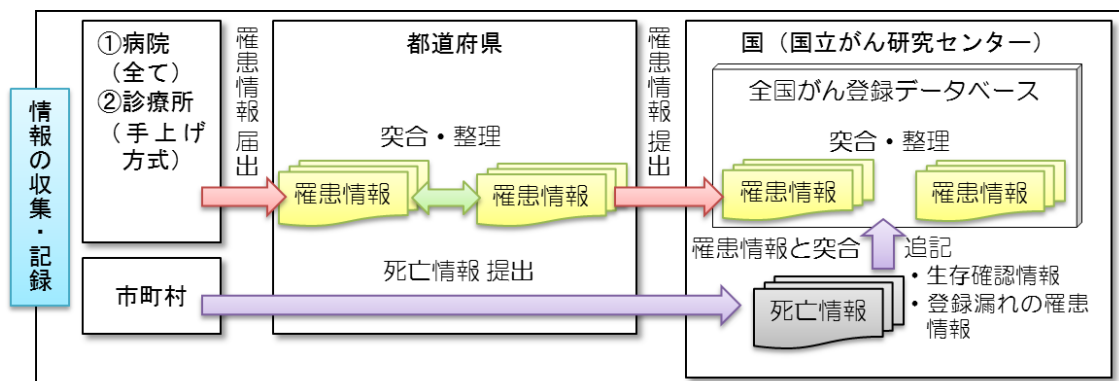 情報の収集・記録
①病院
（全て）
②診療所
（手上げ
方式）
市町村
罹患情報 届出
都道府県
突合・整理
罹患情報
罹患情報
死亡情報 提出
罹患情報 提出
国（国立がん研究センター）
全国がん登録データベース
突合・整理
罹患情報
罹患情報
罹患情報と突合
追記
・生存確認情報
・登録漏れの罹患
情報
死亡情報